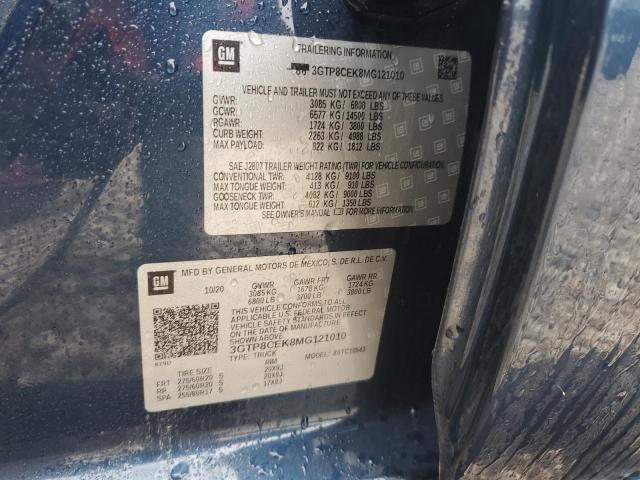 GM
TRAILERING INFORMATION
3GTP8CEK8MG121010
VEHICLE AND TRAILER MUST NOT EXCEED ANY OF THESE VALUES
GVWR: 3085 KG/ 6800 LBS
GCWR: 6577 KG/ 14500 LBS
RGAWR: 1724 KG/ 3800 LBS
CURB WEIGHT: 2263 KG/ 4988 LBS
MAX PAYLOAD: 822 KG/ 1812 LBS
SAE J2807 TRAILER WEIGHT RATING (TWR) FOR VEHICLE CONFIGURATION
CONVENTIONAL TWR: 4128 KG/ 9100 LBS
MAX TONGUE WEIGHT: 413 KG/ 910 LBS
GOOSENECK TWR: 4082 KG/ 9000 LBS
MAX TONGUE WEIGHT: 612 KG/ 1350 LBS
SEE OWNER'S MANUAL FOR ADDITIONAL INFORMATION
GM
MFD BY GENERAL MOTORS DE MEXICO, S. DE R.L. DE C.V.
10/20 GVWR GAWR FRT GAWR RR
3085 KG 1678 KG 1724 KG
6800 LB 3700 LB 3800 LB
THIS VEHICLE CONFORMS TO ALL
APPLICABLE U.S. FEDERAL MOTOR
VEHICLE SAFETY STANDARDS IN EFFECT
ON THE DATE OF MANUFACTURE SHOWN ABOVE.
3GTP8CEK8MG121010
TYPE: TRUCK MODEL:
TIRE SIZE RIM
FRT 275/60R20 S 20X9J
RR 275/60R20 S 20X9J
SPA 255/80R17 S 17X8J